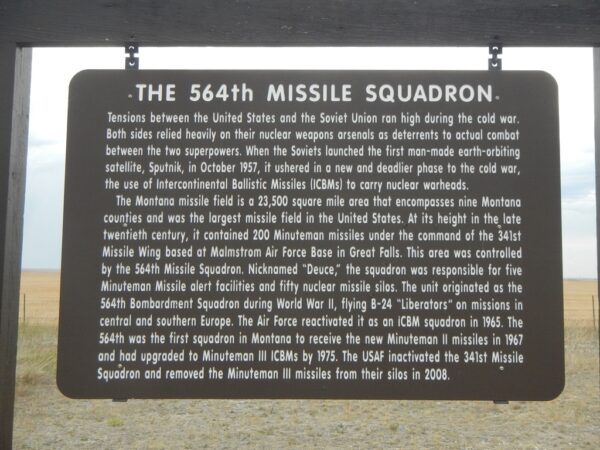 THE 564th MISSILE SQUADRON
Tensions between the United States and the Soviet Union ran high during the cold war.
Both sides relied heavily on their nuclear weapons arsenals as deterrents to actual combat
between the two superpowers. When the Soviets launched the first man-made earth-orbiting
satellite, Sputnik, in October 1957, it ushered in a new and deadlier phase to the cold war,
the use of Intercontinental Ballistic Missiles (ICBMs) to carry nuclear warheads.
The Montana missile field is a 23,500 square mile area that encompasses nine Montana
counties and was the largest missile field in the United States. At its height in the late
twentieth century, it contained 200 Minuteman missiles under the command of the 341st
Missile Wing based at Malmstrom Air Force Base in Great Falls. This area was controlled
by the 564th Missile Squadron. Nicknamed "Deuce," the squadron was responsible for five
Minuteman Missile alert facilities and fifty nuclear missile silos. The unit originated as the
564th Bombardment Squadron during World War II, flying B-24 "Liberators" on missions in
central and southern Europe. The Air Force reactivated it as an ICBM squadron in 1965. The
564th was the first squadron in Montana to receive the new Minuteman II missiles in 1967
and had upgraded to Minuteman III ICBMs by 1975. The USAF inactivated the 341st Missile
Squadron and removed the Minuteman III missiles from their silos in 2008.